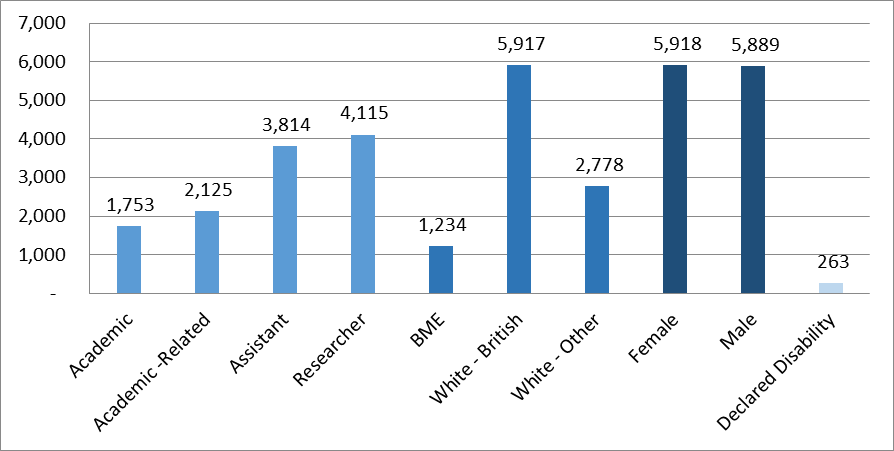 7,000
6,000
5,000
4,000
3,000
2,000
1,000
-
1,753
2,125
3,814
4,115
1,234
5,917
2,778
5,918
5,889
263
Academic
Academic -Related
Assistant
Researcher
BME
White - British
White - Other
Female
Male
Declared Disability